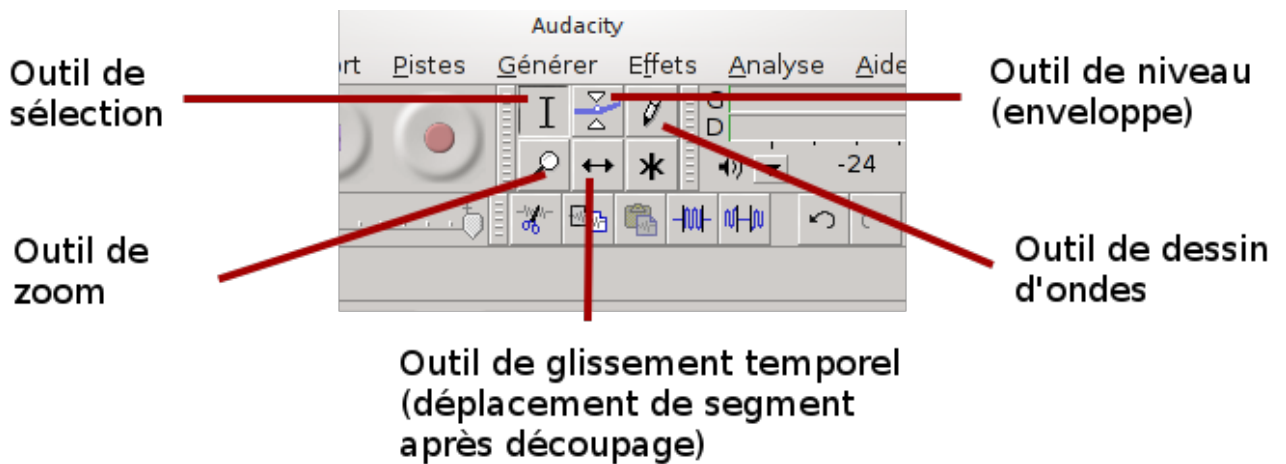 Audacity
ort Pistes Générer Effets Analyse Aide
Outil de
sélection
Outil de niveau
(enveloppe)
G
D
-24
Outil de
zoom
Outil de dessin
d'ondes
Outil de glissement temporel
(déplacement de segment
après découpage)